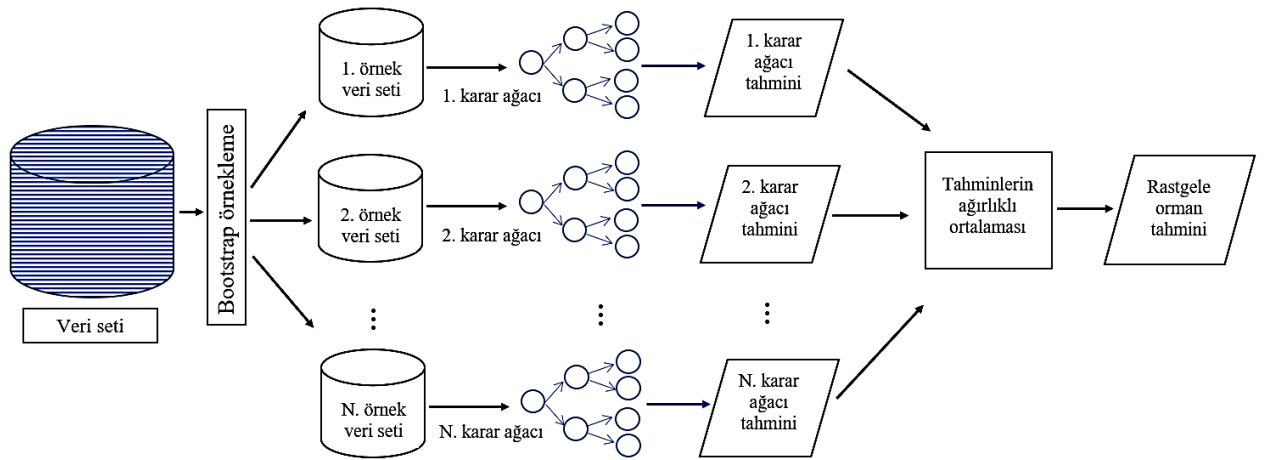 Veri seti
Bootstrap örnekleme
1. örnek
veri seti
1. karar ağacı
1. karar
ağacı
tahmini
2. örnek
veri seti
2. karar ağacı
2. karar
ağacı
tahmini
N. örnek
veri seti
N. karar ağacı
N. karar
ağacı
tahmini
Tahminlerin
ağırlıklı
ortalaması
Rastgele
orman
tahmini